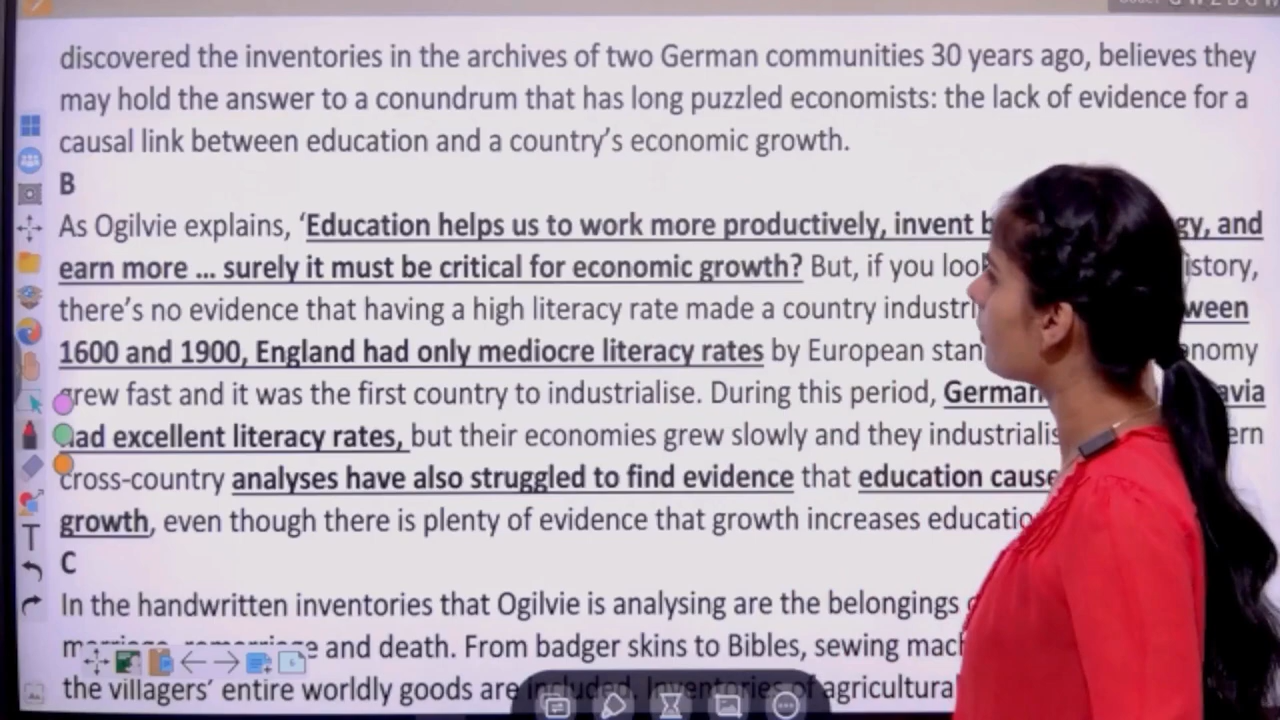 discovered the inventories in the archives of two German communities 30 years ago, believes they
may hold the answer to a conundrum that has long puzzled economists: the lack of evidence for a
causal link between education and a country's economic growth.
B
As Ogilvie explains, ‘Education helps us to work more productively, invent and
earn more ... surely it must be critical for economic growth? But, if you
there's no evidence that having a high literacy rate made a country
1600 and 1900, England had only mediocre literacy rates by European
grew fast and it was the first country to industrialise. During this period,
had excellent literacy rates, but their economies grew slowly and they
cross-country analyses have also struggled to find evidence that education
growth, even though there is plenty of evidence that growth increases
C
In the handwritten inventories that Ogilvie is analysing are the belongings
and death. From badger skins to Bibles, sewing
the villagers' entire worldly goods are included. Inventories of agricultural
T